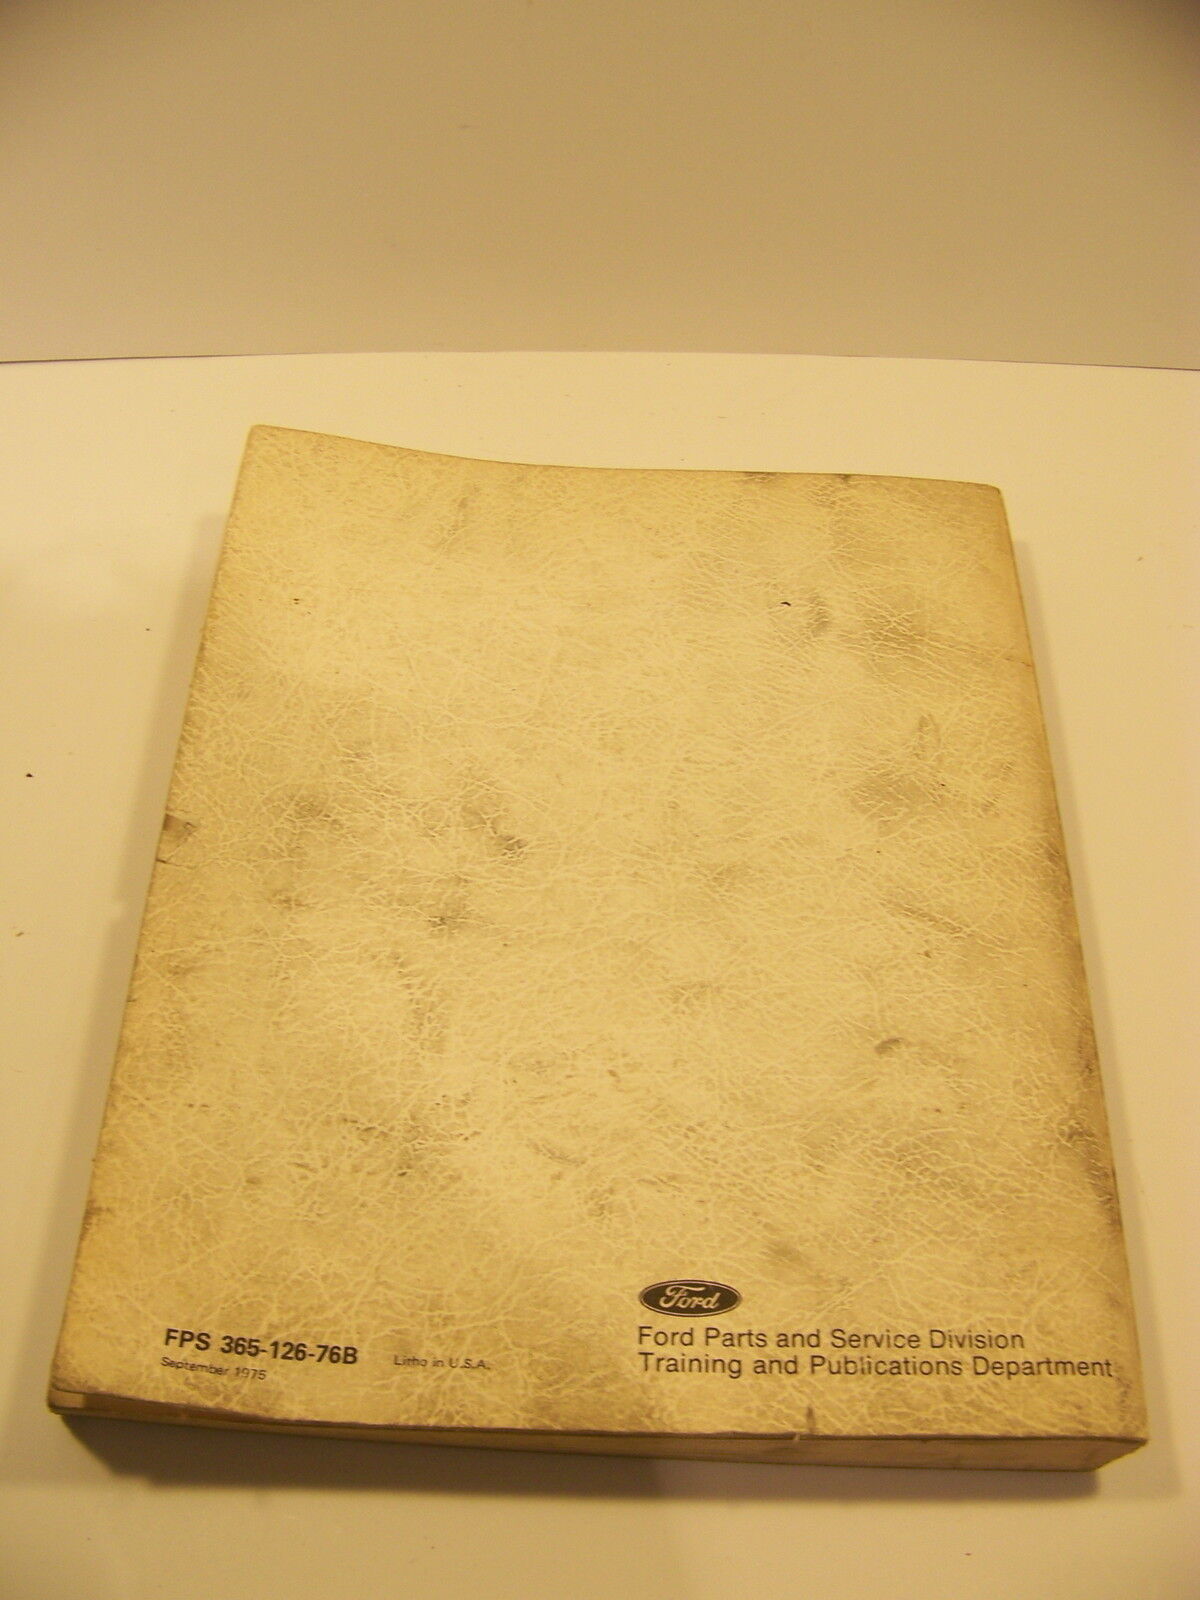 Ford
Ford Parts and Service Division
Training and Publications Department
FPS 365-126-76B
September 1975
Litho in U.S.A.